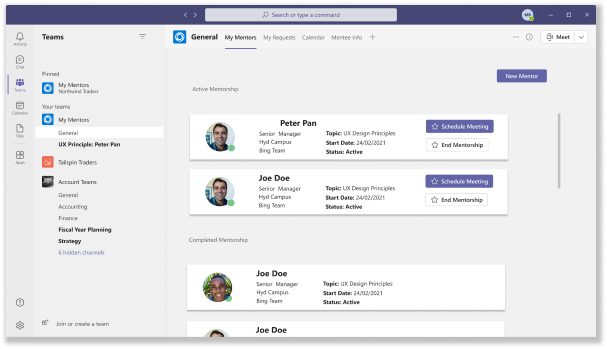 Search or type a command
MB
Activity
Chat
Teams
Calendar
Files
Apps
Teams
Pinned
My Mentors
Northwind Traders
Your teams
My Mentors
General
UX Principle: Peter Pan
Tailspin Traders
Account Teams
General
Accounting
Finance
Fiscal Year Planning
Strategy
6 hidden channels
Join or create a team
General My Mentors My Requests Calendar Mentee Info
Meet
New Mentor
Active Mentorship
Peter Pan
Senior Manager
Hyd Campus
Bing Team
Topic: UX Design Principles
Start Date: 24/02/2021
Status: Active
Schedule Meeting
End Mentorship
Joe Doe
Senior Manager
Hyd Campus
Bing Team
Topic: UX Design Principles
Start Date: 24/02/2021
Status: Active
Schedule Meeting
End Mentorship
Completed Mentorship
Joe Doe
Senior Manager
Hyd Campus
Bing Team
Topic: UX Design Principles
Start Date: 24/02/2021
Status: Active
Joe Doe